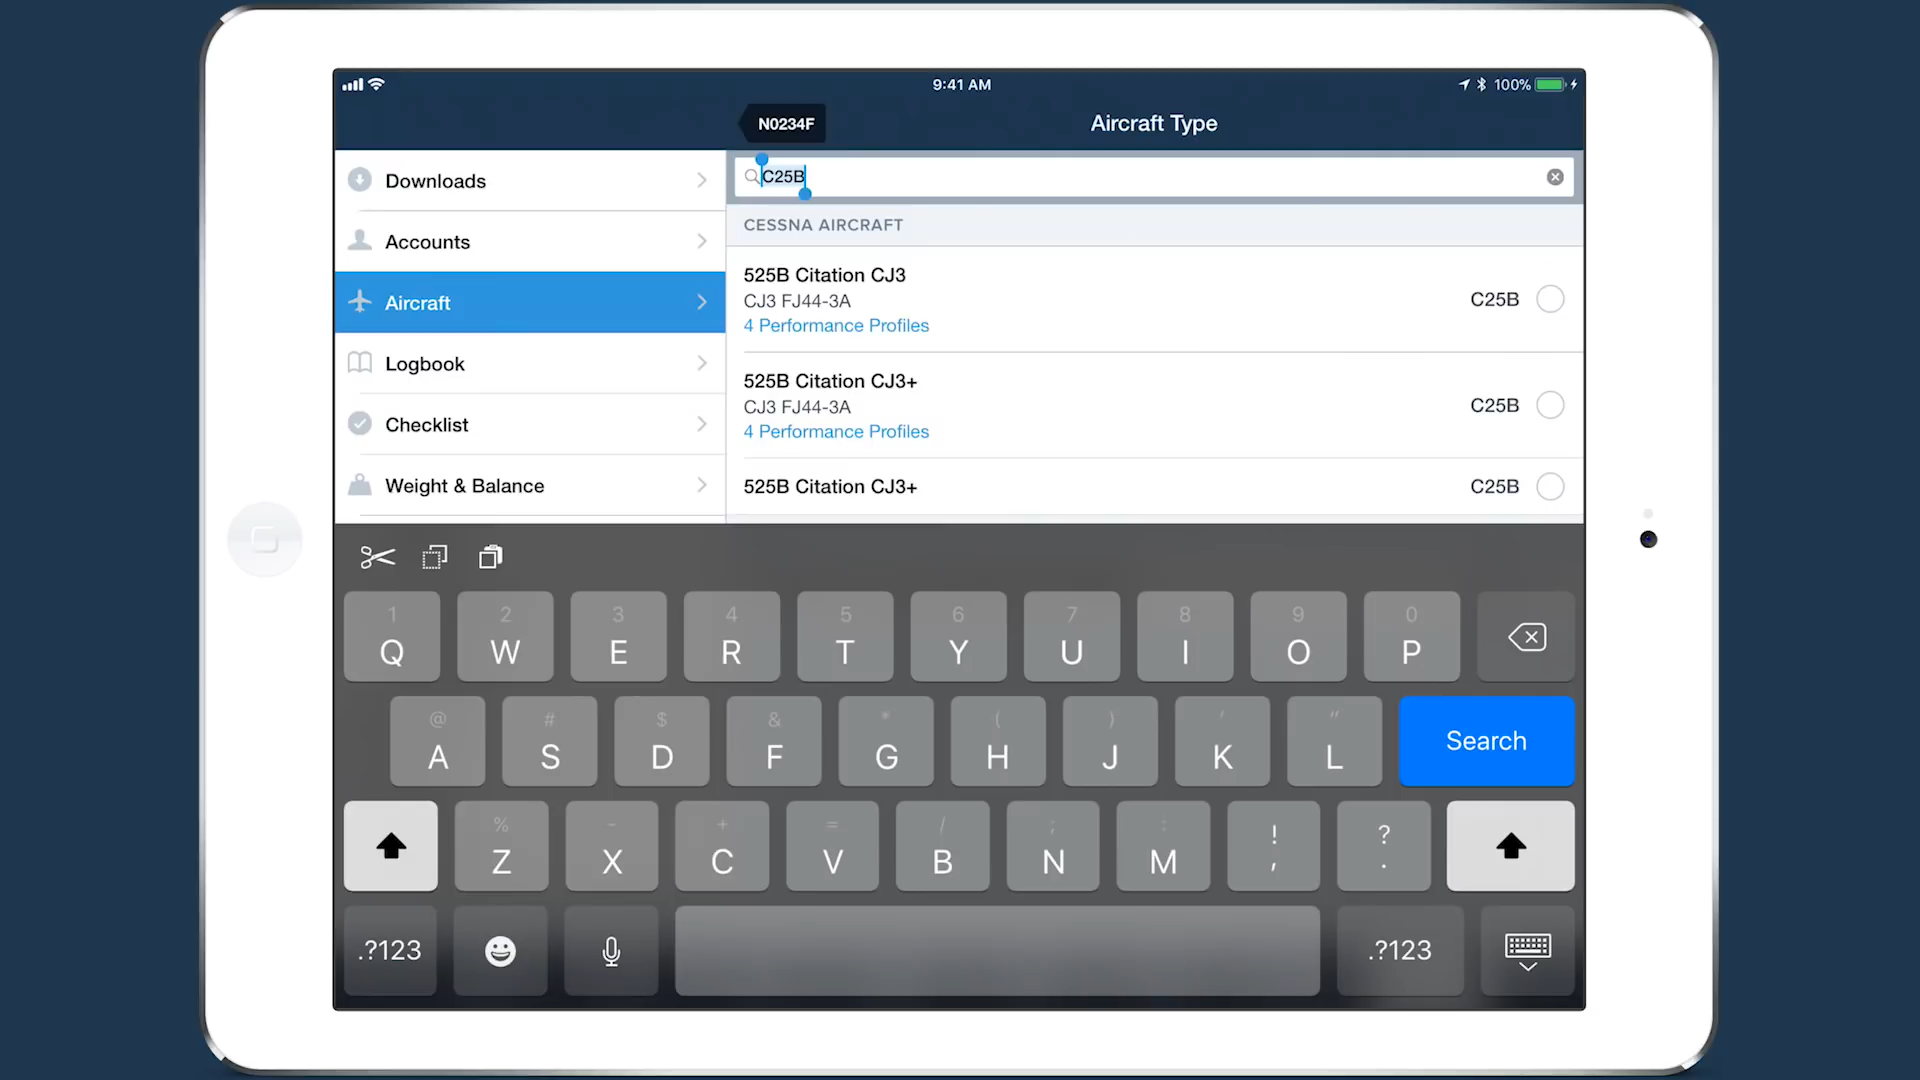 9:41 AM
100%
N0234F
Aircraft Type
Downloads
Accounts
Aircraft
Logbook
Checklist
Weight & Balance
C25B
CESSNA AIRCRAFT
525B Citation CJ3
CJ3 FJ44-3A
4 Performance Profiles
C25B
525B Citation CJ3+
CJ3 FJ44-3A
4 Performance Profiles
C25B
525B Citation CJ3+
C25B
1 2 3 4 5 6 7 8 9 0
Q W E R T Y U I O P
@ # $ & * ( ) ' "
A S D F G H J K L Search
% - + = / ; : ! ?
Z X C V B N M , .
.?123 .?123